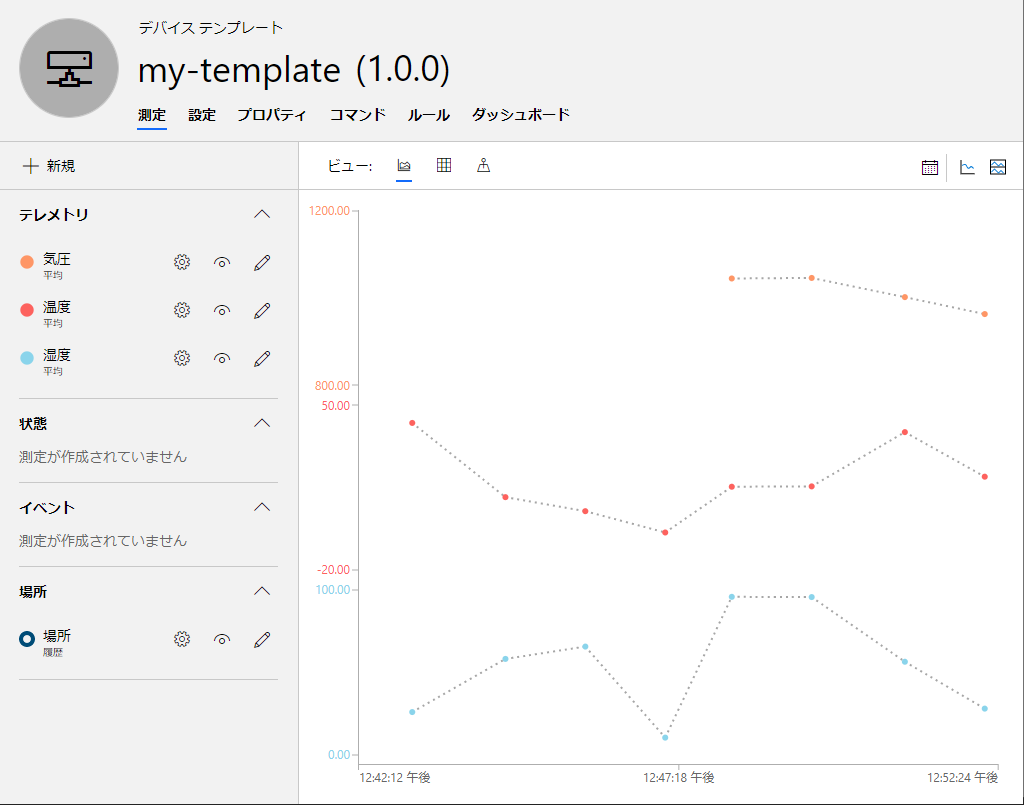 デバイス テンプレート
my-template (1.0.0)
測定 設定 プロパティ コマンド ルール ダッシュボード
新規
ビュー:
テレメトリ
気圧
平均
温度
平均
湿度
平均
状態
測定が作成されていません
イベント
測定が作成されていません
場所
場所
履歴
1200.00
800.00
50.00
-20.00
100.00
0.00
12:42:12 午後 12:47:18 午後 12:52:24 午後